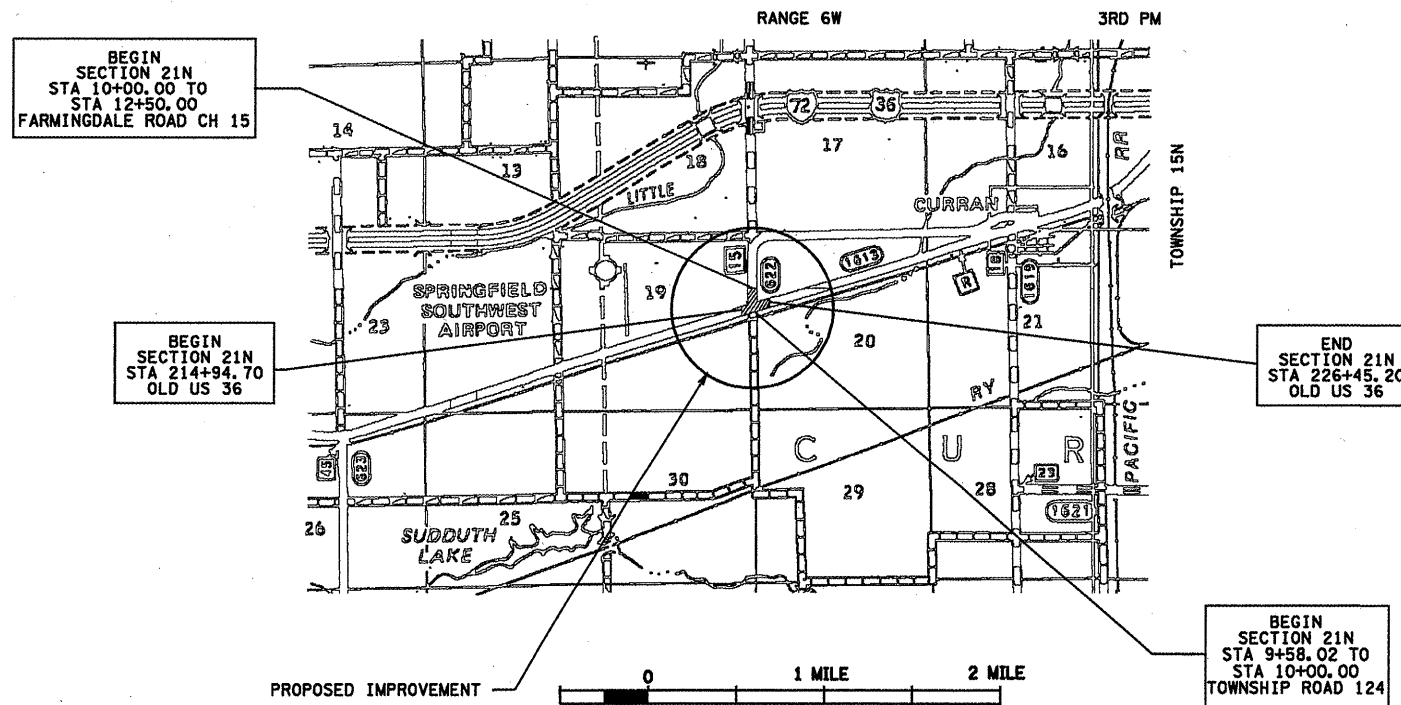 RANGE 6W 3RD PM
BEGIN
SECTION 21N
STA 10+00.00 TO
STA 12+50.00
FARMINGDALE ROAD CH 15
72 36
14
13
18
17
16
RR
LITTLE
TOWNSHIP 15N
CURRAN
15
622
1613
R
18
1619
SPRINGFIELD
SOUTHWEST
AIRPORT
19
23
20
21
BEGIN
SECTION 21N
STA 214+94.70
OLD US 36
END
SECTION 21N
STA 226+45.20
OLD US 36
RY
PACIFIC
C U R
45
623
30
29
28
23
1621
26
25
SUDDUTH
LAKE
BEGIN
SECTION 21N
STA 9+58.02 TO
STA 10+00.00
TOWNSHIP ROAD 124
PROPOSED IMPROVEMENT
0 1 MILE 2 MILE